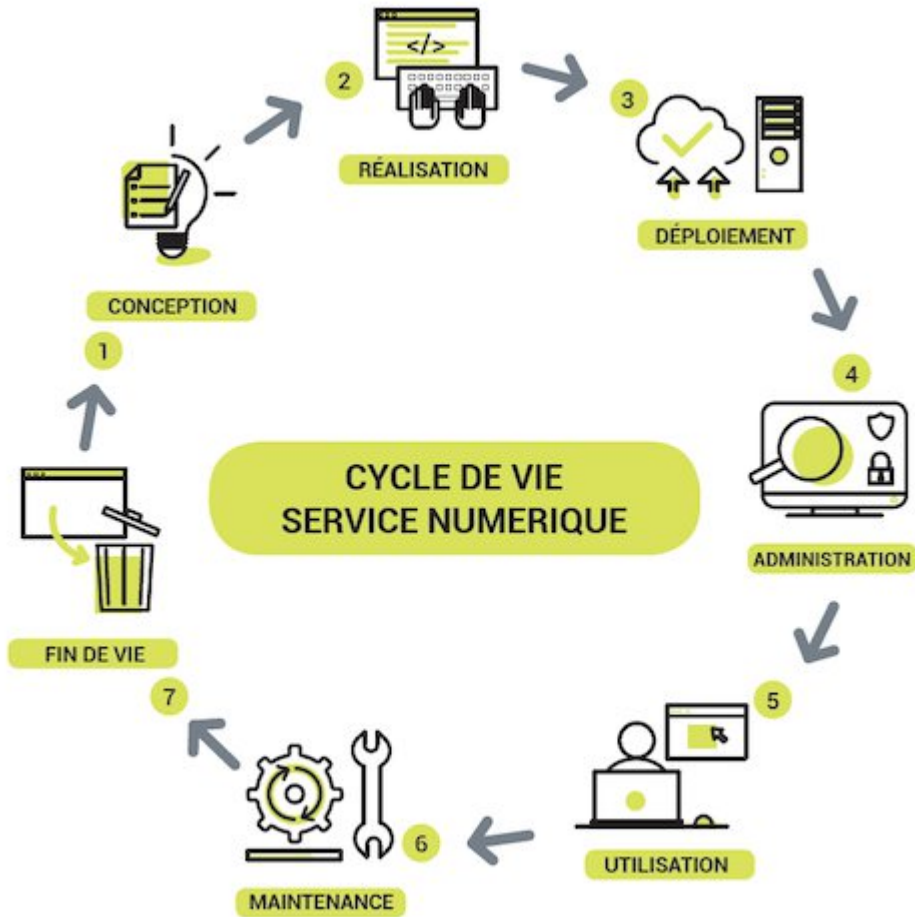 CYCLE DE VIE
SERVICE NUMERIQUE
1
CONCEPTION
2
</>
RÉALISATION
3
DÉPLOIEMENT
4
ADMINISTRATION
5
UTILISATION
6
MAINTENANCE
7
FIN DE VIE